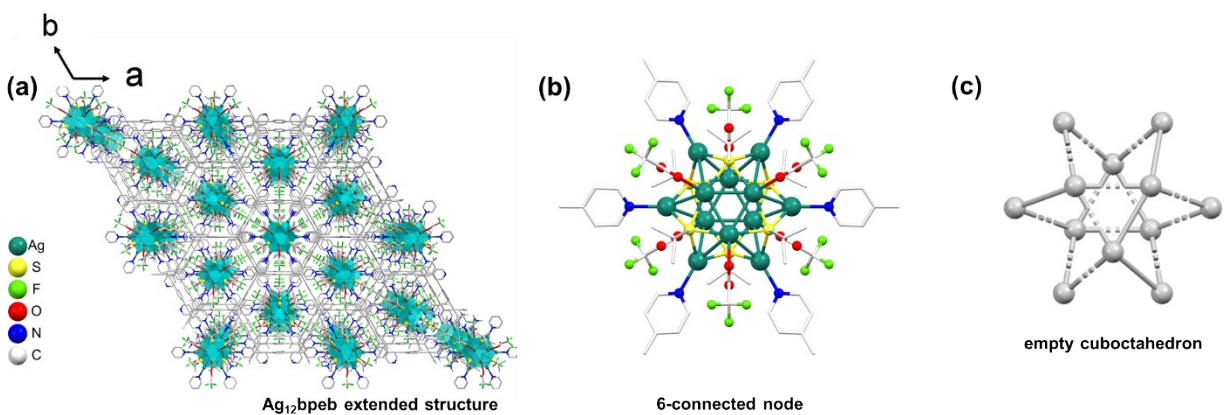 b
a
(a)
(b)
(c)
Ag
S
F
O
N
C
Ag₁₂bpeb extended structure
6-connected node
empty cuboctahedron